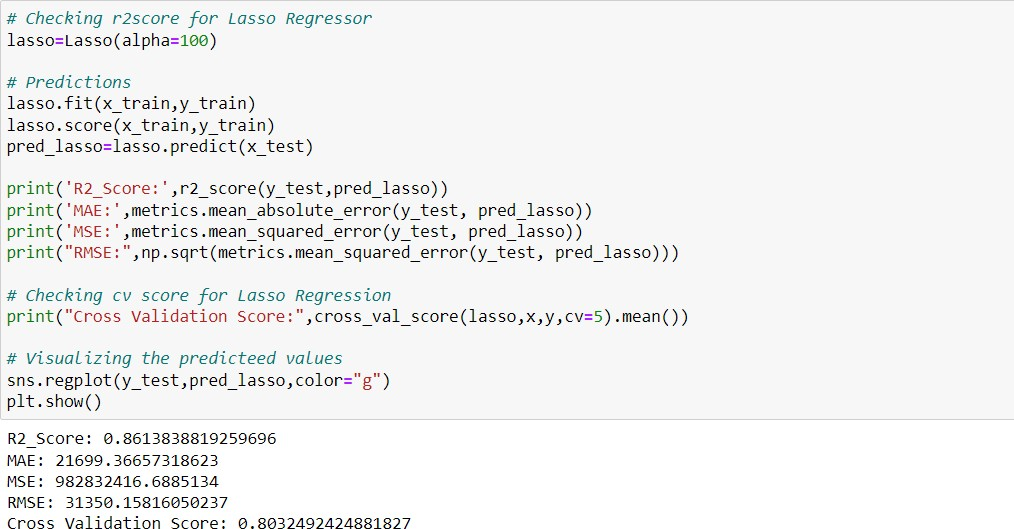 # Checking r2score for Lasso Regressor
lasso=Lasso(alpha=100)
# Predictions
lasso.fit(x_train,y_train)
lasso.score(x_train,y_train)
pred_lasso=lasso.predict(x_test)
print('R2_Score:',r2_score(y_test,pred_lasso))
print('MAE:',metrics.mean_absolute_error(y_test, pred_lasso))
print('MSE:',metrics.mean_squared_error(y_test, pred_lasso))
print("RMSE:",np.sqrt(metrics.mean_squared_error(y_test, pred_lasso)))
# Checking cv score for Lasso Regression
print("Cross Validation Score:",cross_val_score(lasso,x,y,cv=5).mean())
# Visualizing the predicteed values
sns.regplot(y_test,pred_lasso,color="g")
plt.show()
R2_Score: 0.8613838819259696
MAE: 21699.36657318623
MSE: 982832416.6885134
RMSE: 31350.15816050237
Cross Validation Score: 0.8032492424881827